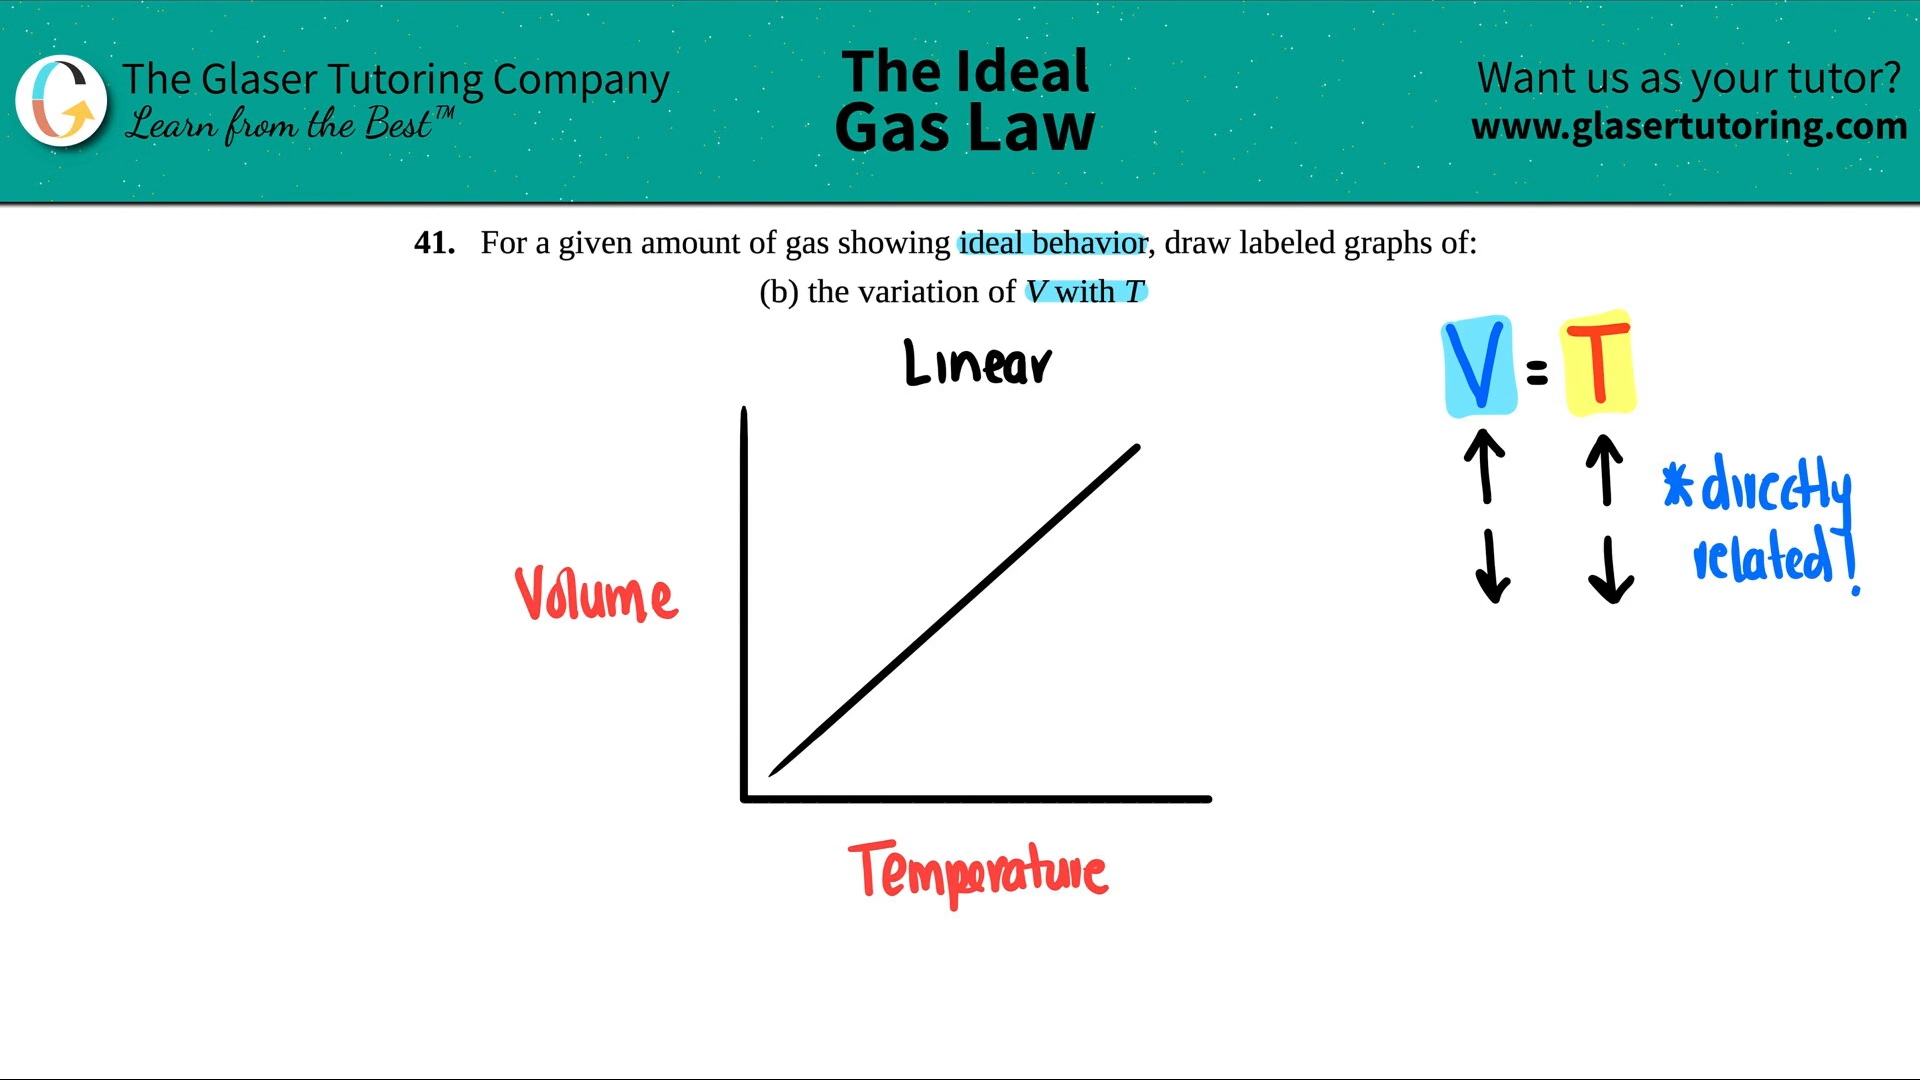 The Glaser Tutoring Company
Learn from the Best™
The Ideal
Gas Law
Want us as your tutor?
www.glasertutoring.com
41. For a given amount of gas showing ideal behavior, draw labeled graphs of:
(b) the variation of V with T
Linear
V = T
*directly
related!
Volume
Temperature